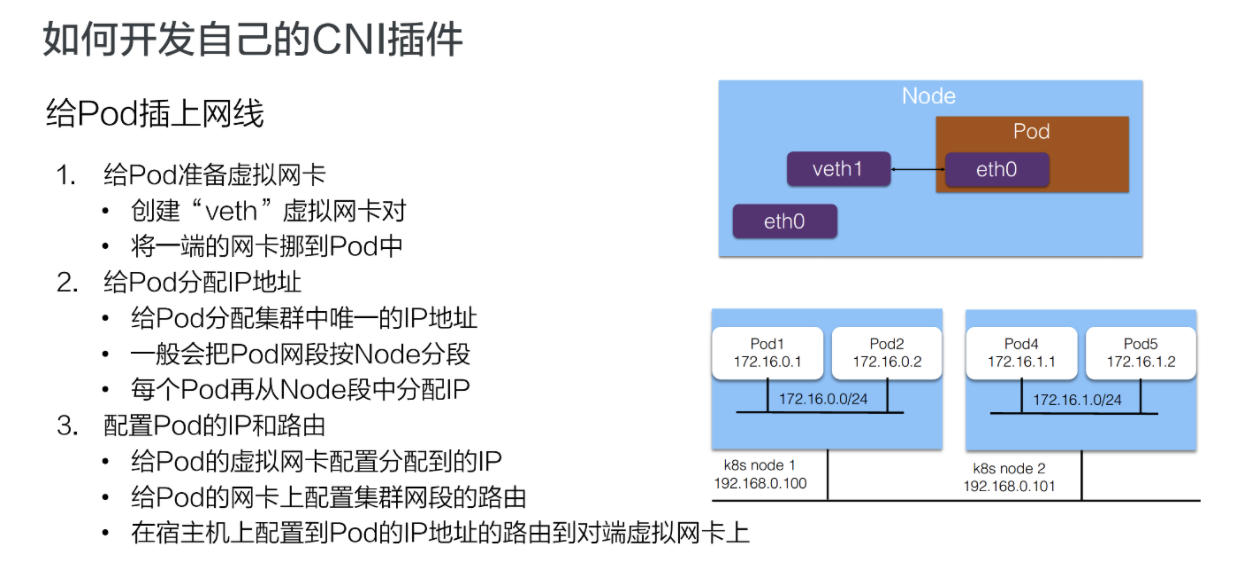 如何开发自己的CNI插件
给Pod插上网线
1. 给Pod准备虚拟网卡
• 创建“veth”虚拟网卡对
• 将一端的网卡挪到Pod中
2. 给Pod分配IP地址
• 给Pod分配集群中唯一的IP地址
• 一般会把Pod网段按Node分段
• 每个Pod再从Node段中分配IP
3. 配置Pod的IP和路由
• 给Pod的虚拟网卡配置分配到的IP
• 给Pod的网卡上配置集群网段的路由
• 在宿主机上配置到Pod的IP地址的路由到对端虚拟网卡上
Node
Pod
veth1
eth0
eth0
Pod1
172.16.0.1
Pod2
172.16.0.2
172.16.0.0/24
k8s node 1
192.168.0.100
Pod4
172.16.1.1
Pod5
172.16.1.2
172.16.1.0/24
k8s node 2
192.168.0.101